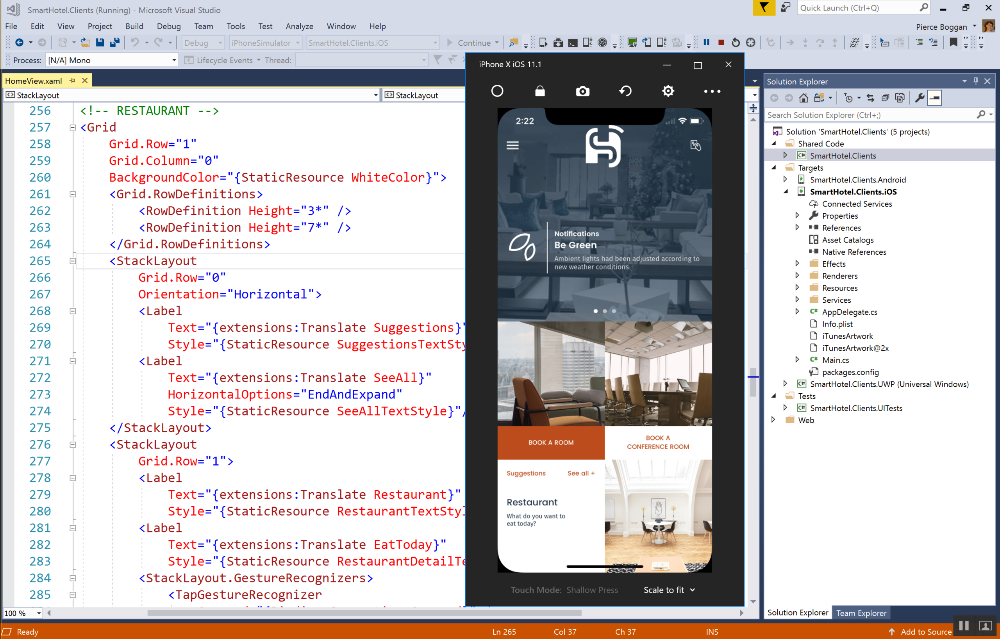 SmartHotel.Clients (Running) - Microsoft Visual Studio
Quick Launch (Ctrl+Q)
File Edit View Project Build Debug Team Tools Test Analyze Window Help
Pierce Boggan
Debug iPhoneSimulator SmartHotel.Clients.iOS Continue
Process: [N/A] Mono Lifecycle Events Thread:
HomeView.xaml
StackLayout StackLayout
256 <!-- RESTAURANT -->
257 <Grid
258 Grid.Row="1"
259 Grid.Column="0"
260 BackgroundColor="{StaticResource WhiteColor}">
261 <Grid.RowDefinitions>
262 <RowDefinition Height="3*" />
263 <RowDefinition Height="7*" />
264 </Grid.RowDefinitions>
265 <StackLayout
266 Grid.Row="0"
267 Orientation="Horizontal">
268 <Label
269 Text="{extensions:Translate Suggestions}"
270 Style="{StaticResource SuggestionsTextSty
271 <Label
272 Text="{extensions:Translate SeeAll}"
273 HorizontalOptions="EndAndExpand"
274 Style="{StaticResource SeeAllTextStyle}"/
275 </StackLayout>
276 <StackLayout
277 Grid.Row="1">
278 <Label
279 Text="{extensions:Translate Restaurant}"
280 Style="{StaticResource RestaurantTextStyl
281 <Label
282 Text="{extensions:Translate EatToday}"
283 Style="{StaticResource RestaurantDetailTe
284 <StackLayout.GestureRecognizers>
285 <TapGestureRecognizer
100 %
iPhone X iOS 11.1
2:22
Notifications
Be Green
Ambient lights had been adjusted according to
new weather conditions
BOOK A ROOM
BOOK A
CONFERENCE ROOM
Suggestions See all +
Restaurant
What do you want to
eat today?
Touch Mode: Shallow Press Scale to fit
Solution Explorer
Search Solution Explorer (Ctrl+;)
Solution 'SmartHotel.Clients' (5 projects)
Shared Code
C# SmartHotel.Clients
Targets
SmartHotel.Clients.Android
SmartHotel.Clients.iOS
Connected Services
Properties
References
Asset Catalogs
Native References
Effects
Renderers
Resources
Services
C# AppDelegate.cs
Info.plist
iTunesArtwork
iTunesArtwork@2x
C# Main.cs
packages.config
C# SmartHotel.Clients.UWP (Universal Windows)
Tests
C# SmartHotel.Clients.UITests
Web
Solution Explorer Team Explorer
Ready Ln 265 Col 37 Ch 37 INS Add to Source